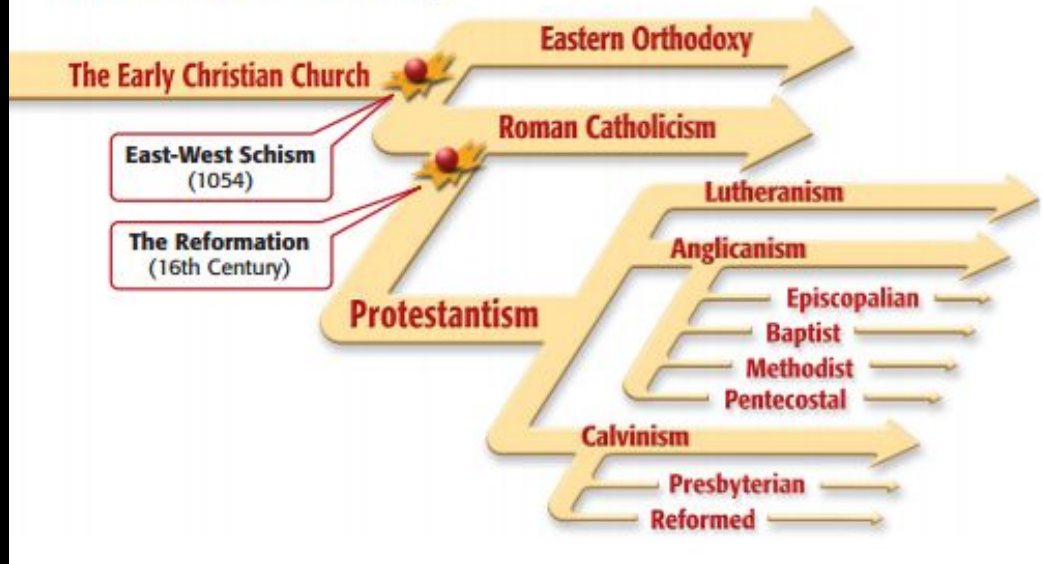 The Early Christian Church
Eastern Orthodoxy
Roman Catholicism
East-West Schism
(1054)
The Reformation
(16th Century)
Protestantism
Lutheranism
Anglicanism
Episcopalian
Baptist
Methodist
Pentecostal
Calvinism
Presbyterian
Reformed